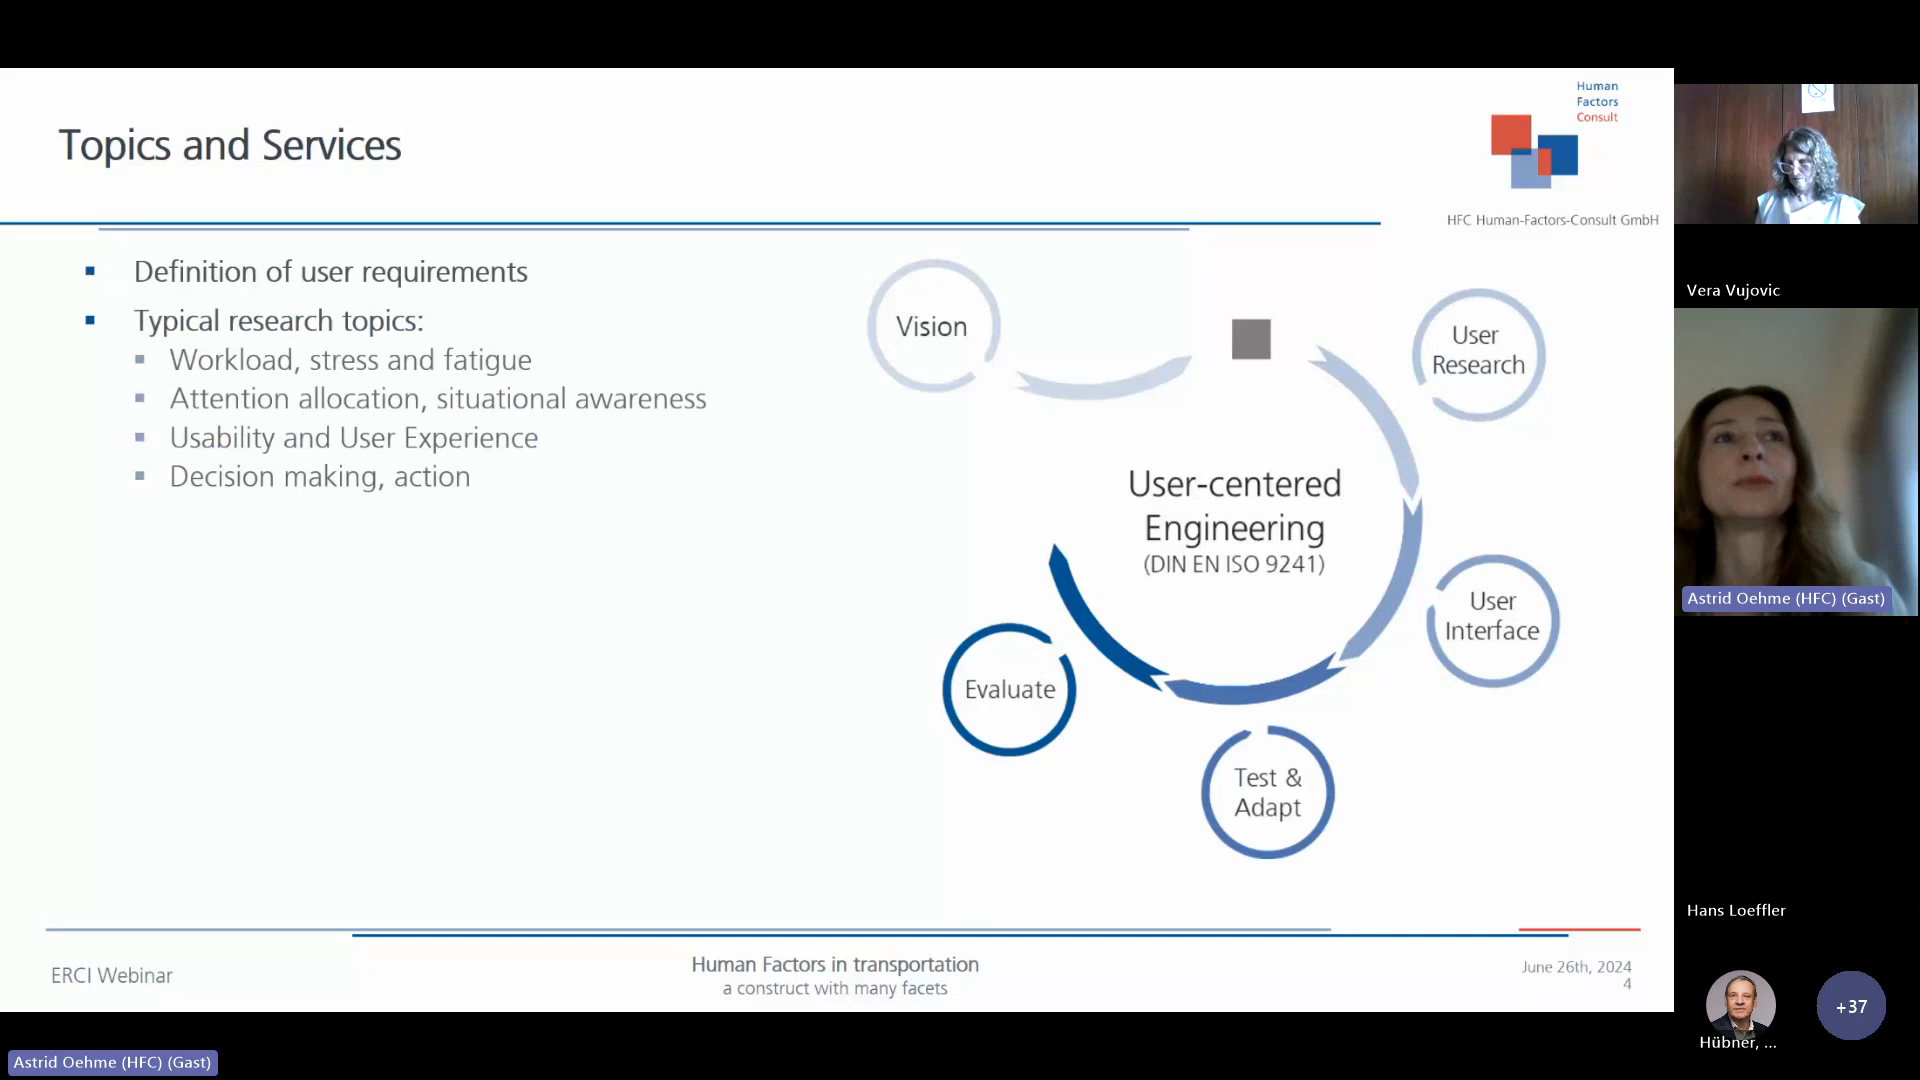 Human
Factors
Consult
Topics and Services
HFC Human-Factors-Consult GmbH
Definition of user requirements
Typical research topics:
Workload, stress and fatigue
Attention allocation, situational awareness
Usability and User Experience
Decision making, action
Vision
User
Research
User-centered
Engineering
(DIN EN ISO 9241)
User
Interface
Evaluate
Test &
Adapt
ERCI Webinar
Human Factors in transportation
a construct with many facets
June 26th, 2024
4
Vera Vujovic
Astrid Oehme (HFC) (Gast)
Hans Loeffler
+37
Hübner, ...
Astrid Oehme (HFC) (Gast)